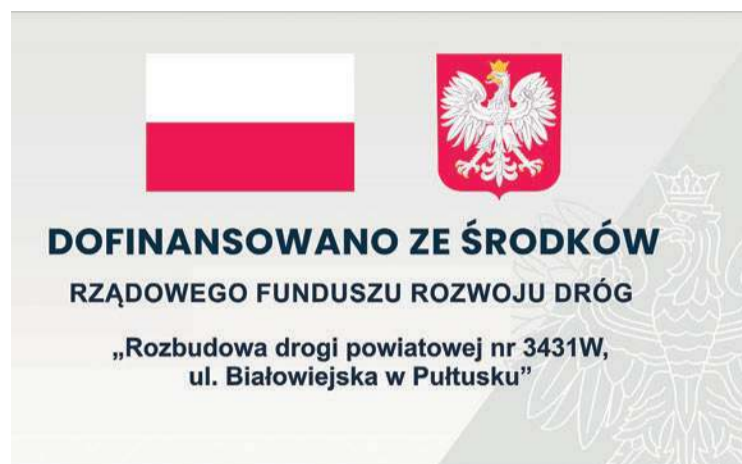 DOFINANSOWANO ZE ŚRODKÓW
RZĄDOWEGO FUNDUSZU ROZWOJU DRÓG
„Rozbudowa drogi powiatowej nr 3431W,
ul. Białowiejska w Pułtusku”